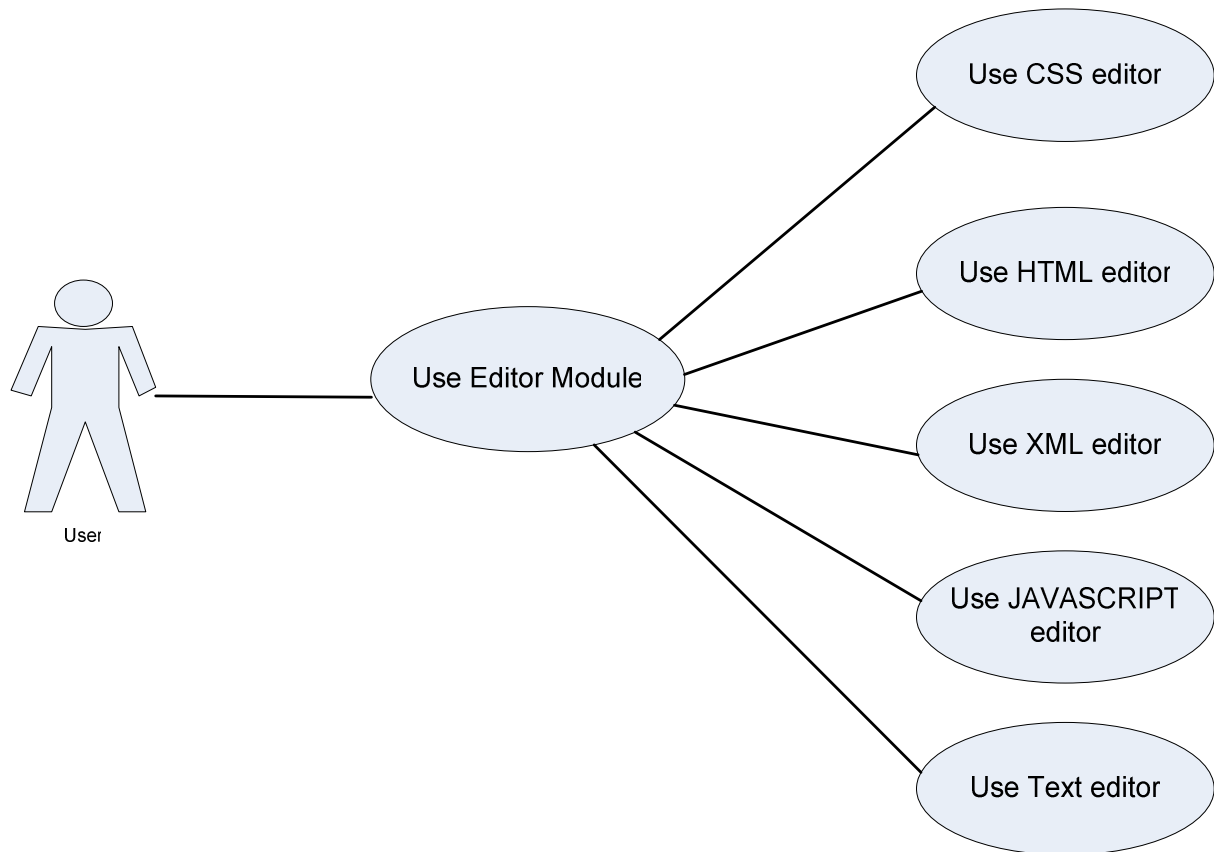 Use CSS editor
Use HTML editor
Use Editor Module
Use XML editor
User
Use JAVASCRIPT
editor
Use Text editor